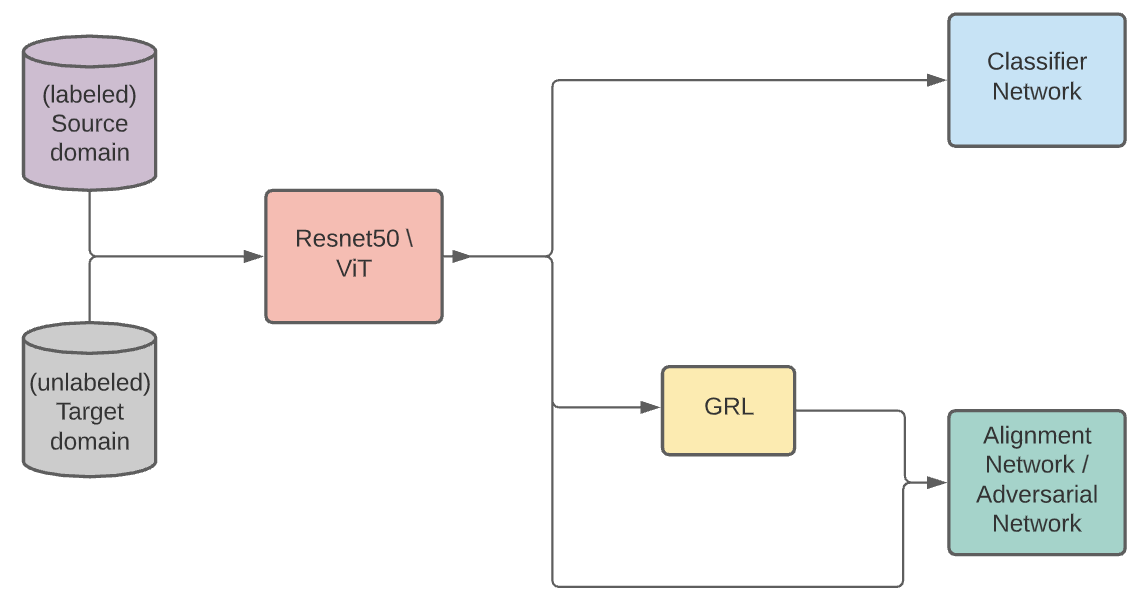 (labeled)
Source
domain
Resnet50 \
ViT
(unlabeled)
Target
domain
Classifier
Network
GRL
Alignment
Network /
Adversarial
Network